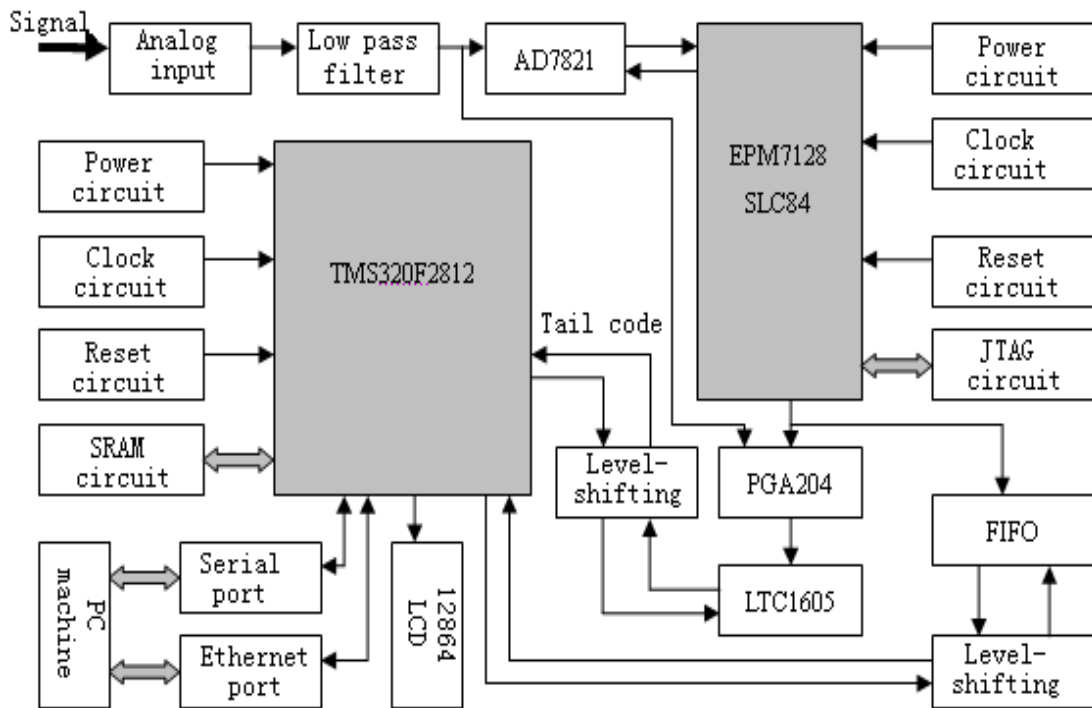 Signal
Analog
input
Low pass
filter
AD7821
EPM7128
SLC84
Power
circuit
Clock
circuit
Reset
circuit
JTAG
circuit
Power
circuit
Clock
circuit
Reset
circuit
SRAM
circuit
TMS320F2812
Tail code
Level-
shifting
PGA204
LTC1605
FIFO
Level-
shifting
PC
machine
Serial
port
Ethernet
port
12864
LCD